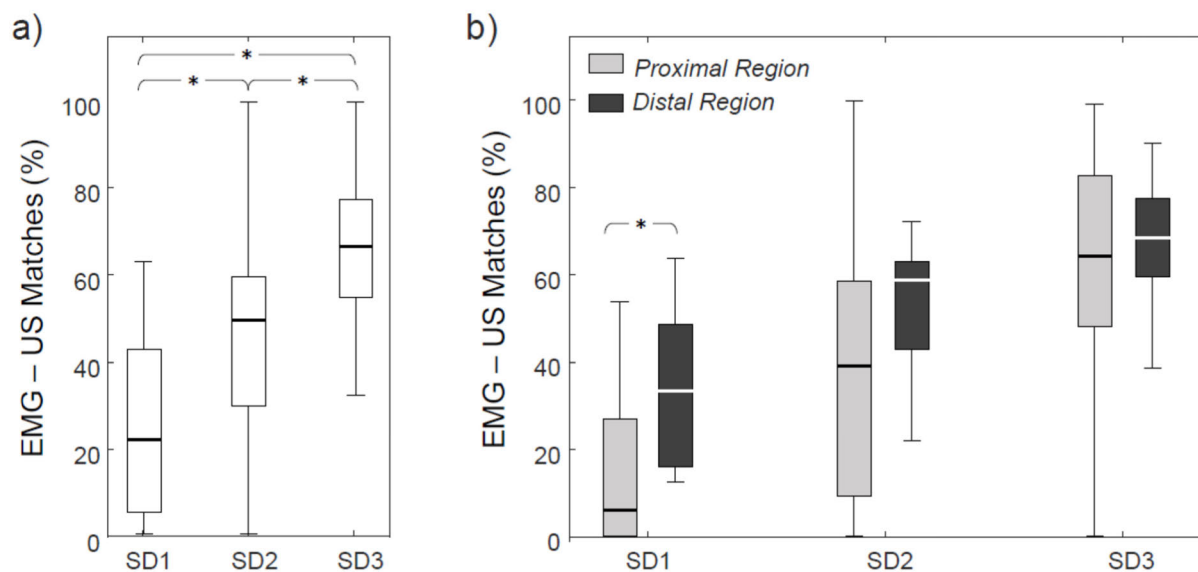 a)
* 
* *
EMG – US Matches (%)
100
80
60
40
20
0
SD1 SD2 SD3
b)
Proximal Region
Distal Region
*
EMG – US Matches (%)
100
80
60
40
20
0
SD1 SD2 SD3